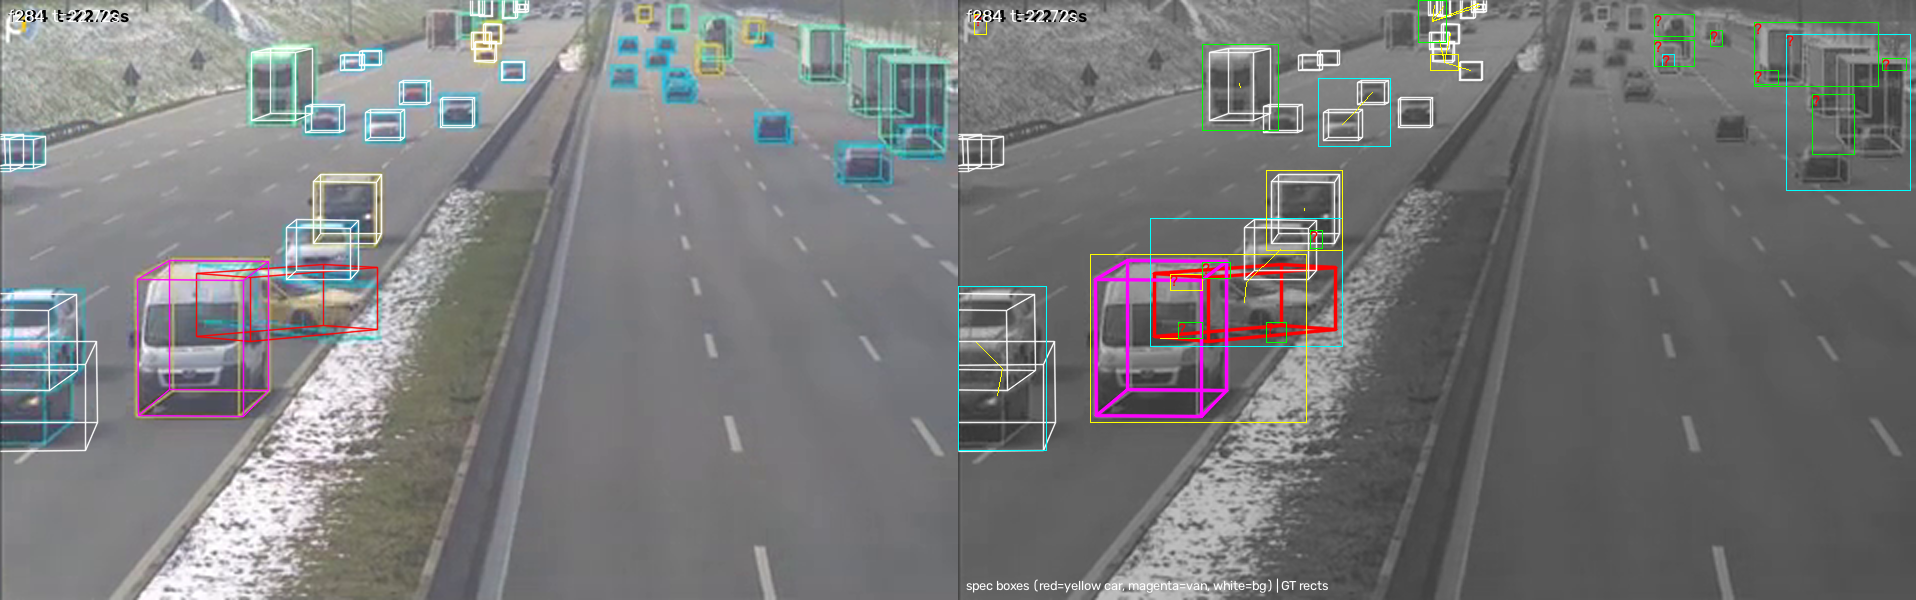 f284 t=22.72s
f284 t=22.72s
spec boxes (red=yellow car, magenta=van, white=bg) | GT rects